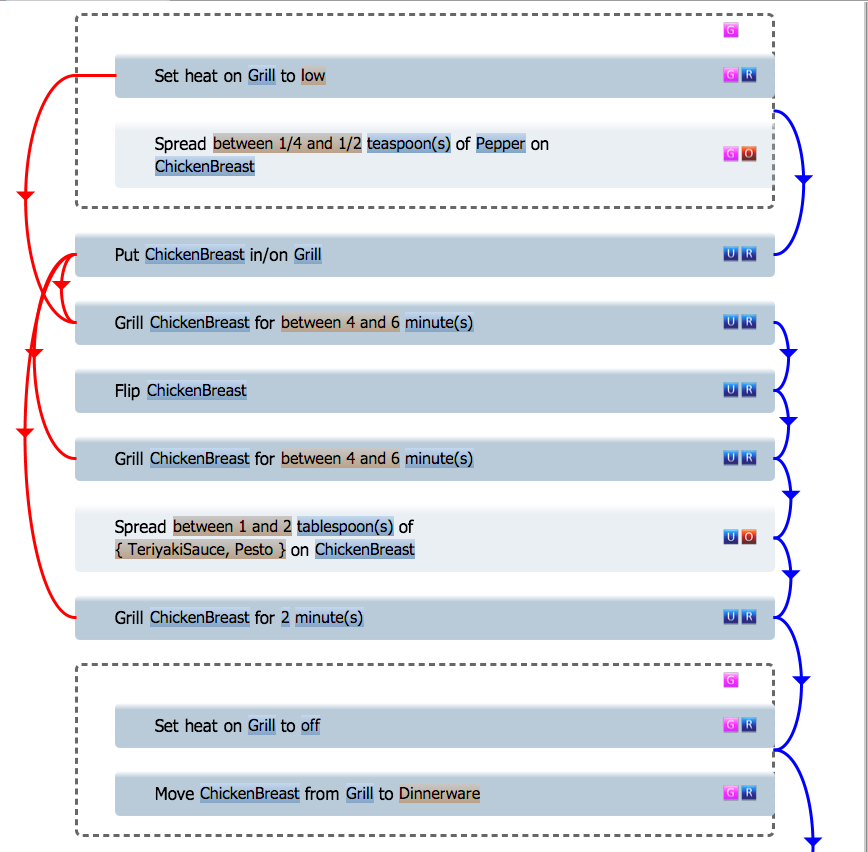 G
Set heat on Grill to low G R
Spread between 1/4 and 1/2 teaspoon(s) of Pepper on
ChickenBreast G O
Put ChickenBreast in/on Grill U R
Grill ChickenBreast for between 4 and 6 minute(s) U R
Flip ChickenBreast U R
Grill ChickenBreast for between 4 and 6 minute(s) U R
Spread between 1 and 2 tablespoon(s) of
{ TeriyakiSauce, Pesto } on ChickenBreast U O
Grill ChickenBreast for 2 minute(s) U R
G
Set heat on Grill to off G R
Move ChickenBreast from Grill to Dinnerware G R